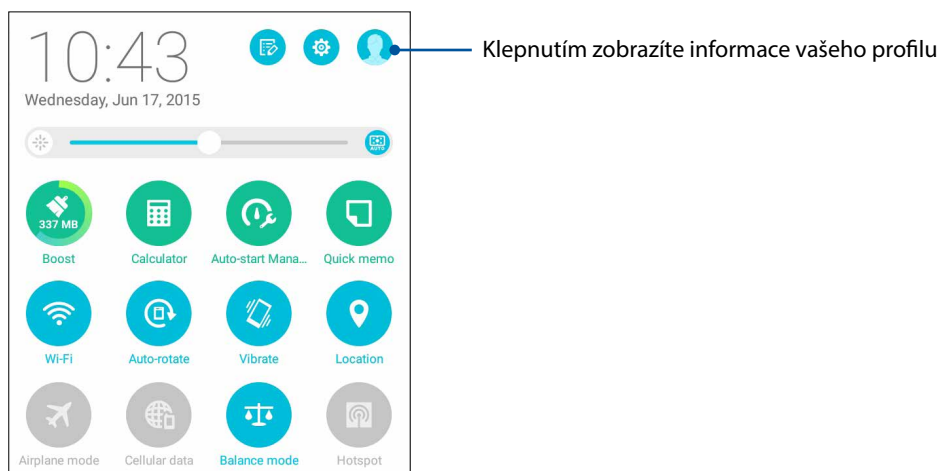 10:43
Klepnutím zobrazíte informace vašeho profilu
Wednesday, Jun 17, 2015
AUTO
337 MB
Boost Calculator Auto-start Mana... Quick memo
Wi-Fi Auto-rotate Vibrate Location
Airplane mode Cellular data Balance mode Hotspot